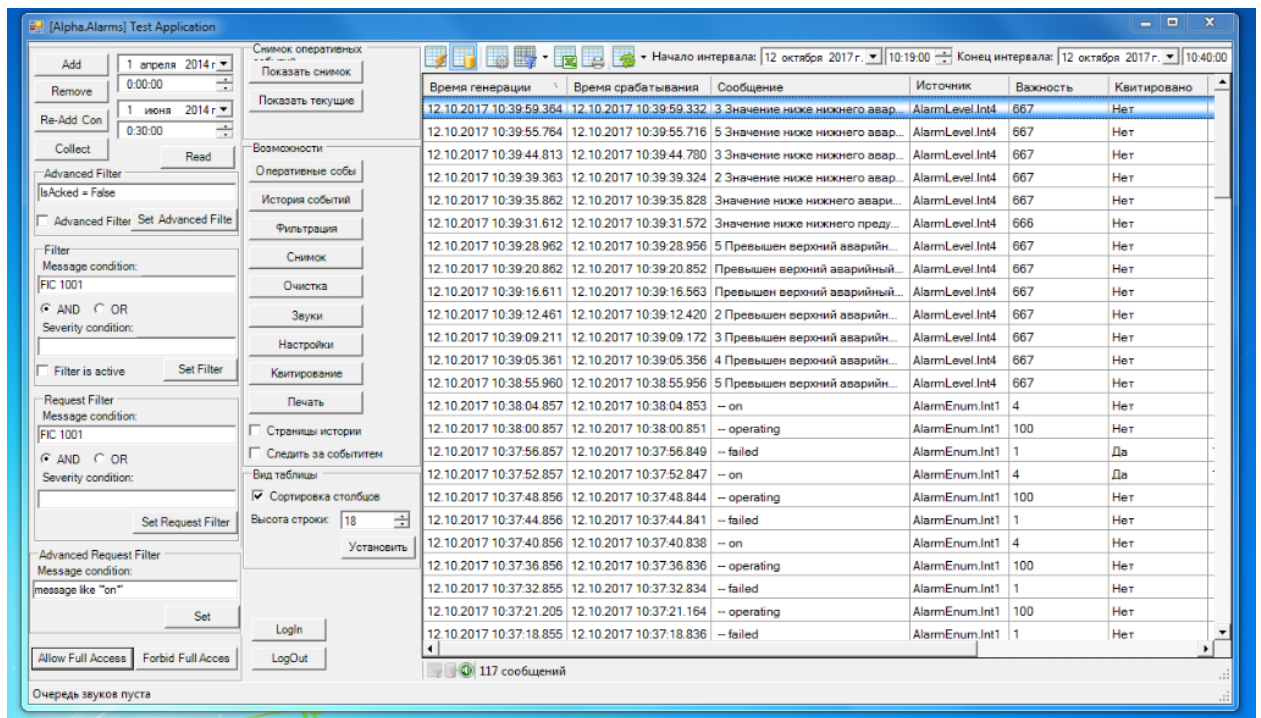 [Alpha.Alarms] Test Application
Add
1 апреля 2014 г
Remove
0:00:00
Re-Add Con
1 июня 2014 г
0:30:00
Collect
Read
Advanced Filter
IsAcked = False
Advanced Filter
Set Advanced Filte
Filter
Message condition:
FIC 1001
AND OR
Severity condition:
Filter is active
Set Filter
Request Filter
Message condition:
FIC 1001
AND OR
Severity condition:
Set Request Filter
Advanced Request Filter
Message condition:
message like "*on*"
Set
Allow Full Access
Forbid Full Acces
Снимок оперативных
Показать снимок
Показать текущие
Возможности
Оперативные собы
История событий
Фильтрация
Снимок
Очистка
Звуки
Настройки
Квитирование
Печать
Страницы истории
Следить за событитем
Вид таблицы
Сортировка столбцов
Высота строки: 18
Установить
LogIn
LogOut
Начало интервала: 12 октября 2017 г. 10:19:00 Конец интервала: 12 октября 2017 г. 10:40:00
Время генерации Время срабатывания Сообщение Источник Важность Квитировано
12.10.2017 10:39:59.364 12.10.2017 10:39:59.332 3 Значение ниже нижнего авар... AlarmLevel.Int4 667 Нет
12.10.2017 10:39:55.764 12.10.2017 10:39:55.716 5 Значение ниже нижнего авар... AlarmLevel.Int4 667 Нет
12.10.2017 10:39:44.813 12.10.2017 10:39:44.780 3 Значение ниже нижнего авар... AlarmLevel.Int4 667 Нет
12.10.2017 10:39:39.363 12.10.2017 10:39:39.324 2 Значение ниже нижнего авар... AlarmLevel.Int4 667 Нет
12.10.2017 10:39:35.862 12.10.2017 10:39:35.828 Значение ниже нижнего авари... AlarmLevel.Int4 667 Нет
12.10.2017 10:39:31.612 12.10.2017 10:39:31.572 Значение ниже нижнего преду... AlarmLevel.Int4 666 Нет
12.10.2017 10:39:28.962 12.10.2017 10:39:28.956 5 Превышен верхний аварийн... AlarmLevel.Int4 667 Нет
12.10.2017 10:39:20.862 12.10.2017 10:39:20.852 Превышен верхний аварийный... AlarmLevel.Int4 667 Нет
12.10.2017 10:39:16.611 12.10.2017 10:39:16.563 Превышен верхний аварийный... AlarmLevel.Int4 667 Нет
12.10.2017 10:39:12.461 12.10.2017 10:39:12.420 2 Превышен верхний аварийн... AlarmLevel.Int4 667 Нет
12.10.2017 10:39:09.211 12.10.2017 10:39:09.172 3 Превышен верхний аварийн... AlarmLevel.Int4 667 Нет
12.10.2017 10:39:05.361 12.10.2017 10:39:05.356 4 Превышен верхний аварийн... AlarmLevel.Int4 667 Нет
12.10.2017 10:38:55.960 12.10.2017 10:38:55.956 5 Превышен верхний аварийн... AlarmLevel.Int4 667 Нет
12.10.2017 10:38:04.857 12.10.2017 10:38:04.853 -- on AlarmEnum.Int1 4 Нет
12.10.2017 10:38:00.857 12.10.2017 10:38:00.851 -- operating AlarmEnum.Int1 100 Нет
12.10.2017 10:37:56.857 12.10.2017 10:37:56.849 -- failed AlarmEnum.Int1 1 Да
12.10.2017 10:37:52.857 12.10.2017 10:37:52.847 -- on AlarmEnum.Int1 4 Да
12.10.2017 10:37:48.856 12.10.2017 10:37:48.844 -- operating AlarmEnum.Int1 100 Нет
12.10.2017 10:37:44.856 12.10.2017 10:37:44.841 -- failed AlarmEnum.Int1 1 Нет
12.10.2017 10:37:40.856 12.10.2017 10:37:40.838 -- on AlarmEnum.Int1 4 Нет
12.10.2017 10:37:36.856 12.10.2017 10:37:36.836 -- operating AlarmEnum.Int1 100 Нет
12.10.2017 10:37:32.855 12.10.2017 10:37:32.834 -- failed AlarmEnum.Int1 1 Нет
12.10.2017 10:37:21.205 12.10.2017 10:37:21.164 -- operating AlarmEnum.Int1 100 Нет
12.10.2017 10:37:18.855 12.10.2017 10:37:18.836 -- failed AlarmEnum.Int1 1 Нет
117 сообщений
Очередь звуков пуста